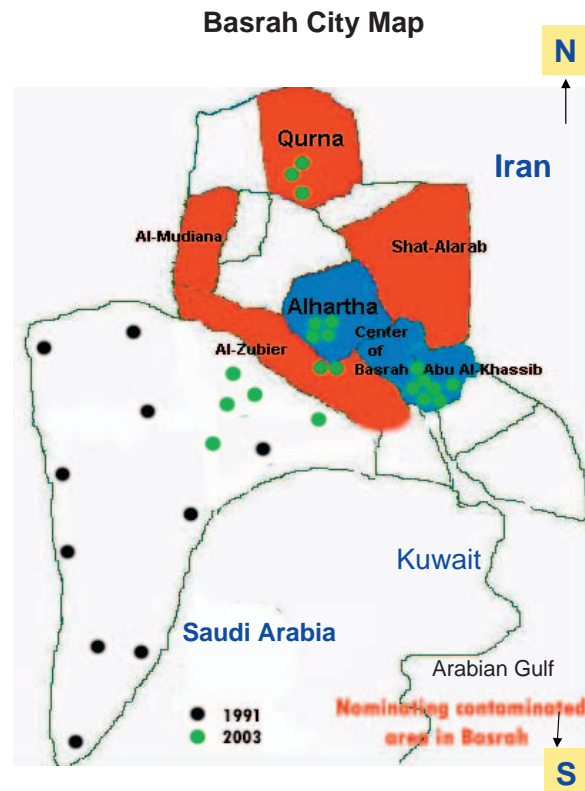 Basrah City Map
N
Qurna
Iran
Al-Mudiana
Shat-Alarab
Alhartha
Center
of
Basrah
Al-Zubier
Abu Al-Khassib
Kuwait
Saudi Arabia
Arabian Gulf
1991
2003
Nominating contaminated
area in Basrah
S